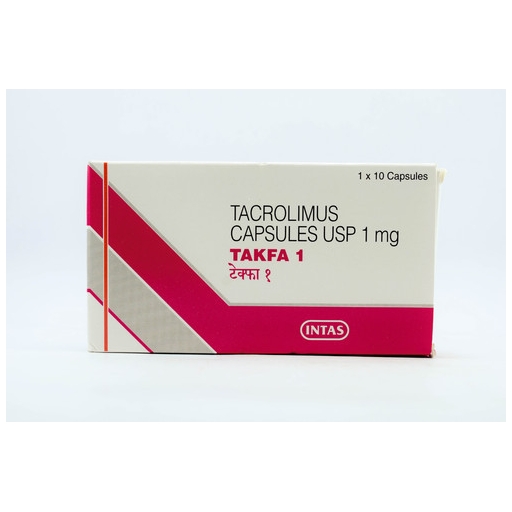 1 x 10 Capsules
TACROLIMUS
CAPSULES USP 1 mg
TAKFA 1
टेक्फा १
INTAS